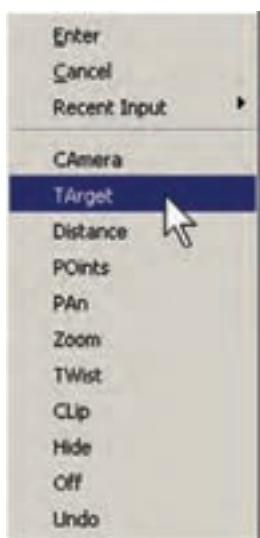 Enter
Cancel
Recent Input
CAmera
TArget
Distance
POints
PAn
Zoom
TWist
CLip
Hide
Off
Undo